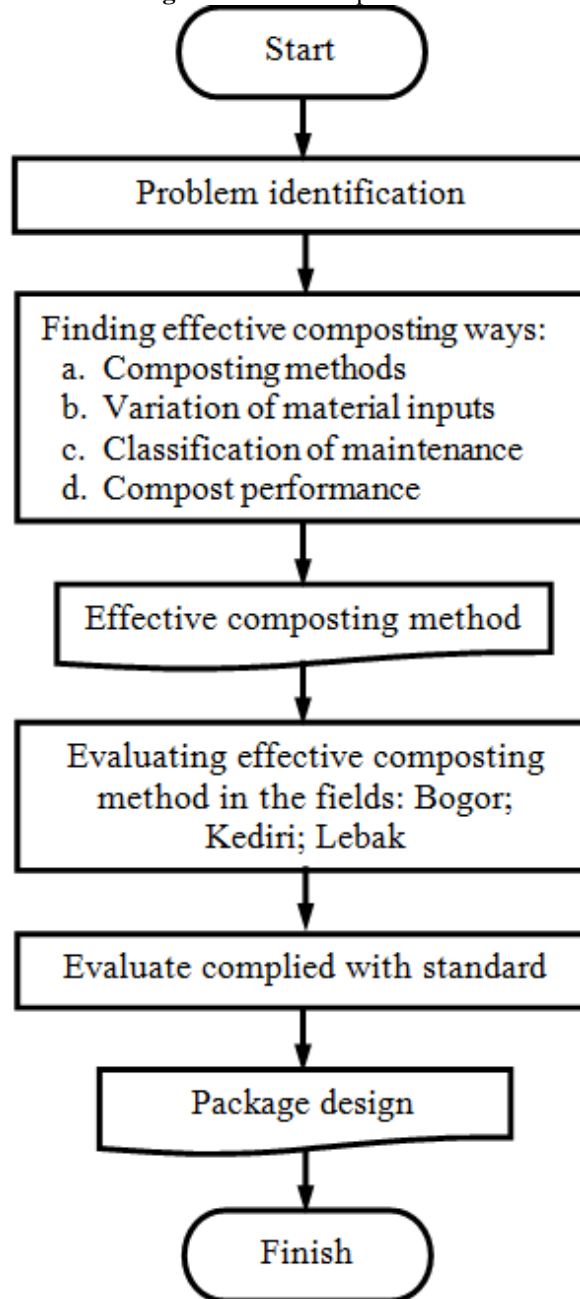 Start
Problem identification
Finding effective composting ways:
a. Composting methods
b. Variation of material inputs
c. Classification of maintenance
d. Compost performance
Effective composting method
Evaluating effective composting
method in the fields: Bogor;
Kediri; Lebak
Evaluate complied with standard
Package design
Finish